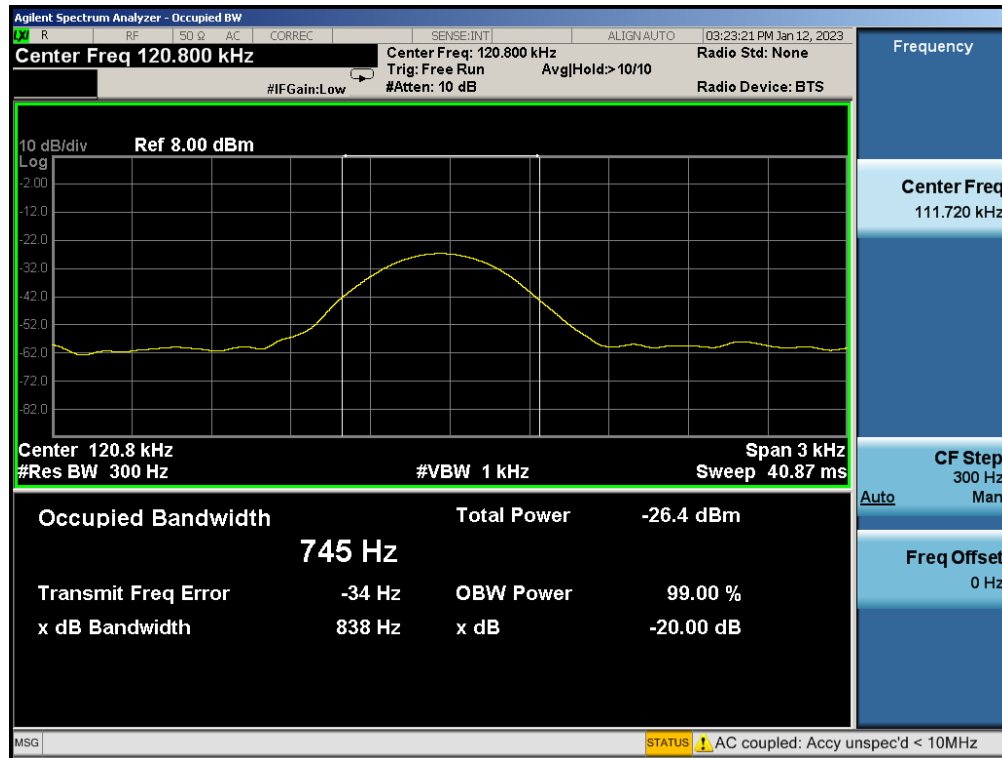 Agilent Spectrum Analyzer - Occupied BW
LXI R RF 50 Ω AC CORREC SENSE:INT ALIGN AUTO 03:23:21 PM Jan 12, 2023
Center Freq 120.800 kHz
Center Freq: 120.800 kHz Radio Std: None
Trig: Free Run Avg|Hold:>10/10
#IFGain:Low #Atten: 10 dB Radio Device: BTS
10 dB/div Ref 8.00 dBm
Log
-2.00
-12.0
-22.0
-32.0
-42.0
-52.0
-62.0
-72.0
-82.0
Center 120.8 kHz Span 3 kHz
#Res BW 300 Hz #VBW 1 kHz Sweep 40.87 ms
Occupied Bandwidth Total Power -26.4 dBm
745 Hz
Transmit Freq Error -34 Hz OBW Power 99.00 %
x dB Bandwidth 838 Hz x dB -20.00 dB
MSG STATUS AC coupled: Accy unspec'd < 10MHz
Frequency
Center Freq
111.720 kHz
CF Step
300 Hz
Auto Man
Freq Offset
0 Hz